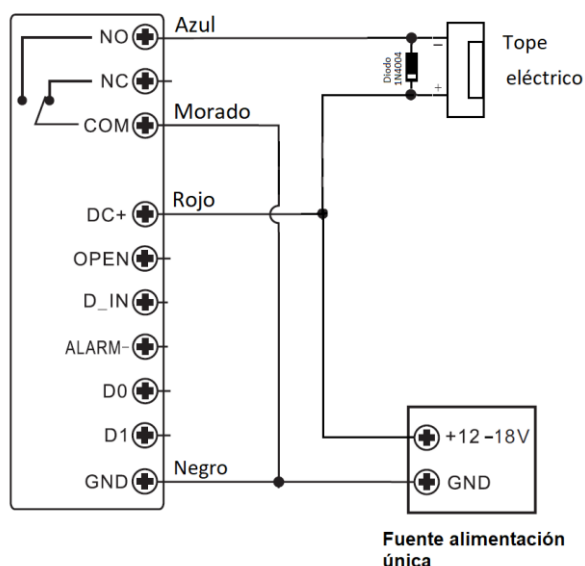 NO
Azul
NC
COM
Morado
DC+
Rojo
OPEN
D_IN
ALARM-
D0
D1
GND
Negro
Diodo
1N4004
−
+
Tope
eléctrico
+12 –18V
GND
Fuente alimentación
única